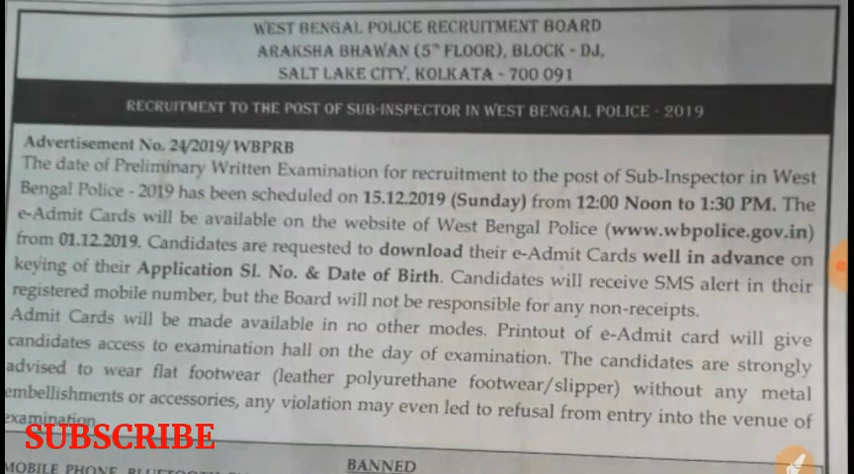 WEST BENGAL POLICE RECRUITMENT BOARD
ARAKSHA BHAWAN (5TH FLOOR), BLOCK - DJ,
SALT LAKE CITY, KOLKATA - 700 091
RECRUITMENT TO THE POST OF SUB-INSPECTOR IN WEST BENGAL POLICE - 2019
Advertisement No. 24/2019/ WBPRB
The date of Preliminary Written Examination for recruitment to the post of Sub-Inspector in West
Bengal Police - 2019 has been scheduled on 15.12.2019 (Sunday) from 12:00 Noon to 1:30 PM. The
e-Admit Cards will be available on the website of West Bengal Police (www.wbpolice.gov.in)
from 01.12.2019. Candidates are requested to download their e-Admit Cards well in advance on
keying of their Application Sl. No. & Date of Birth. Candidates will receive SMS alert in their
registered mobile number, but the Board will not be responsible for any non-receipts.
Admit Cards will be made available in no other modes. Printout of e-Admit card will give
candidates access to examination hall on the day of examination. The candidates are strongly
advised to wear flat footwear (leather polyurethane footwear/slipper) without any metal
embellishments or accessories, any violation may even led to refusal from entry into the venue of
examination
SUBSCRIBE
BANNED
MOBILE PHONE,